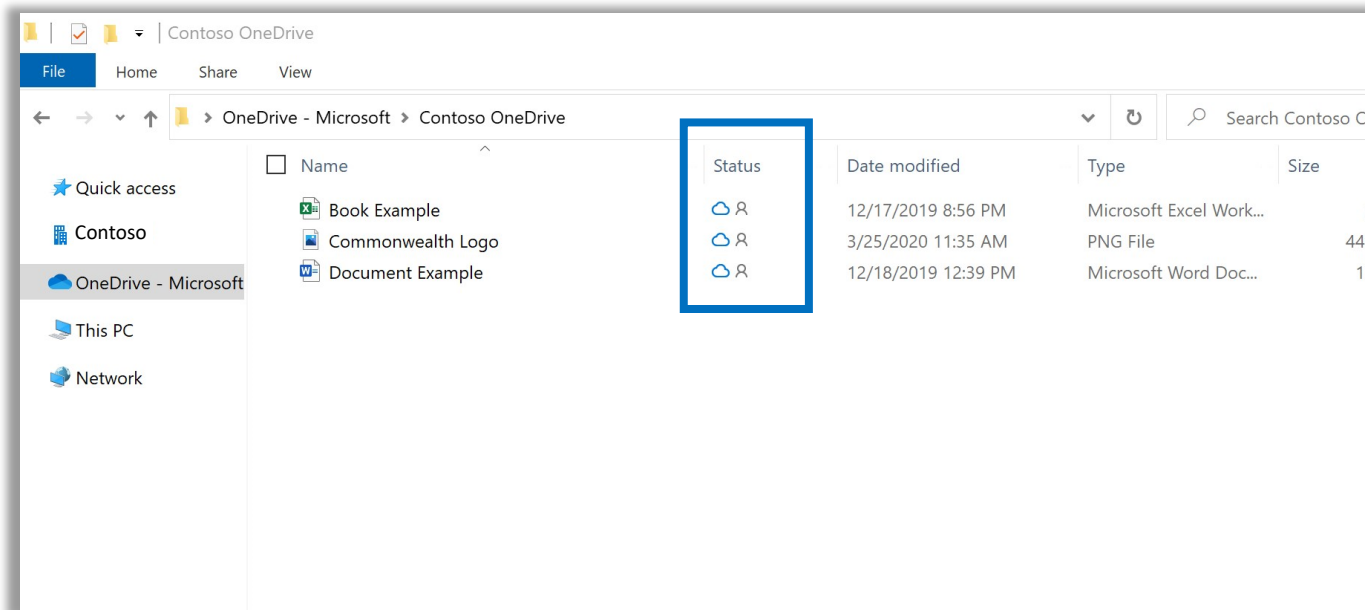 Contoso OneDrive
File Home Share View
OneDrive - Microsoft Contoso OneDrive Search Contoso
Name Status Date modified Type Size
Quick access
Contoso
OneDrive - Microsoft
This PC
Network
Book Example 12/17/2019 8:56 PM Microsoft Excel Work...
Commonwealth Logo 3/25/2020 11:35 AM PNG File 44
Document Example 12/18/2019 12:39 PM Microsoft Word Doc... 1